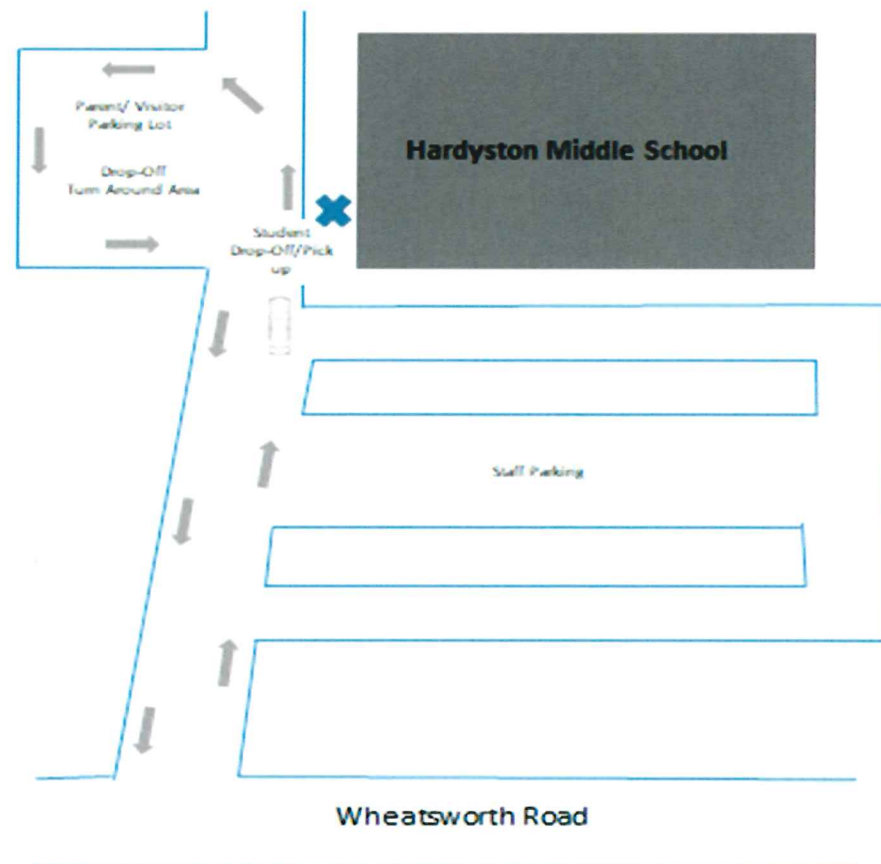 Parent/ Visitor
Parking Lot
Drop-Off
Turn Around Area
Hardyston Middle School
Student
Drop-Off/Pick
up
Staff Parking
Wheatsworth Road